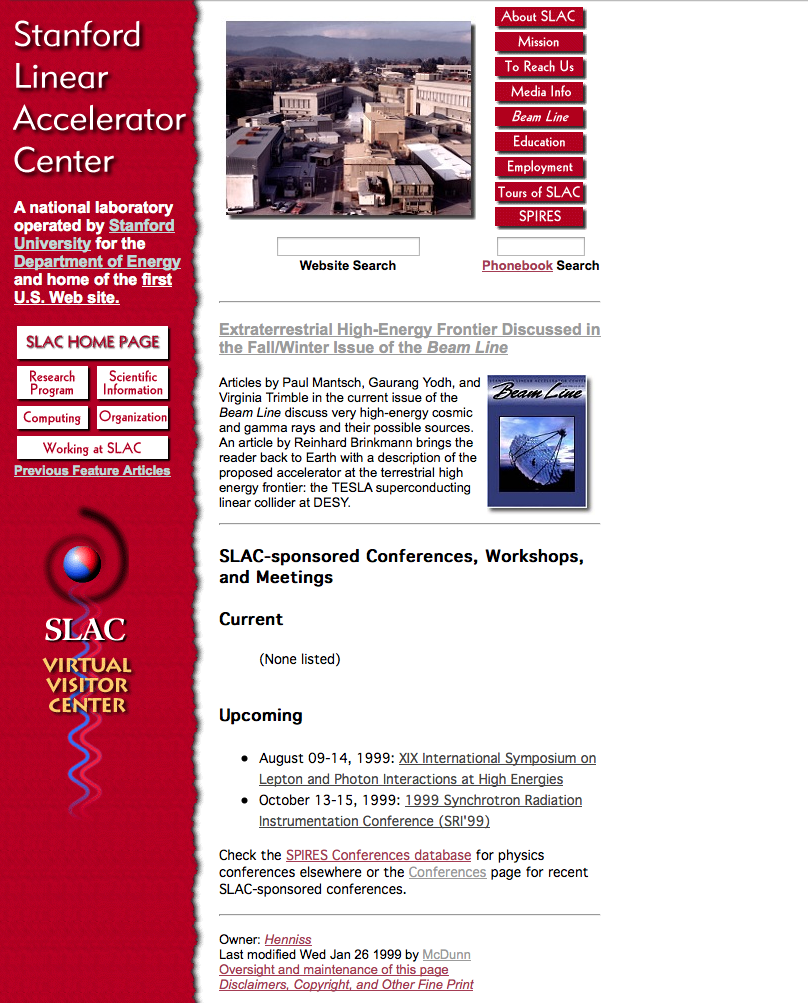 Stanford
Linear
Accelerator
Center
A national laboratory
operated by Stanford
University for the
Department of Energy
and home of the first
U.S. Web site.
SLAC HOME PAGE
Research
Program
Scientific
Information
Computing
Organization
Working at SLAC
Previous Feature Articles
SLAC
VIRTUAL
VISITOR
CENTER
About SLAC
Mission
To Reach Us
Media Info
Beam Line
Education
Employment
Tours of SLAC
SPIRES
Website Search
Phonebook Search
Extraterrestrial High-Energy Frontier Discussed in
the Fall/Winter Issue of the Beam Line
Articles by Paul Mantsch, Gaurang Yodh, and
Virginia Trimble in the current issue of the
Beam Line discuss very high-energy cosmic
and gamma rays and their possible sources.
An article by Reinhard Brinkmann brings the
reader back to Earth with a description of the
proposed accelerator at the terrestrial high
energy frontier: the TESLA superconducting
linear collider at DESY.
STANFORD LINEAR ACCELERATOR CENTER
Beam Line
SLAC-sponsored Conferences, Workshops,
and Meetings
Current
(None listed)
Upcoming
• August 09-14, 1999: XIX International Symposium on
Lepton and Photon Interactions at High Energies
• October 13-15, 1999: 1999 Synchrotron Radiation
Instrumentation Conference (SRI'99)
Check the SPIRES Conferences database for physics
conferences elsewhere or the Conferences page for recent
SLAC-sponsored conferences.
Owner: Henniss
Last modified Wed Jan 26 1999 by McDunn
Oversight and maintenance of this page
Disclaimers, Copyright, and Other Fine Print